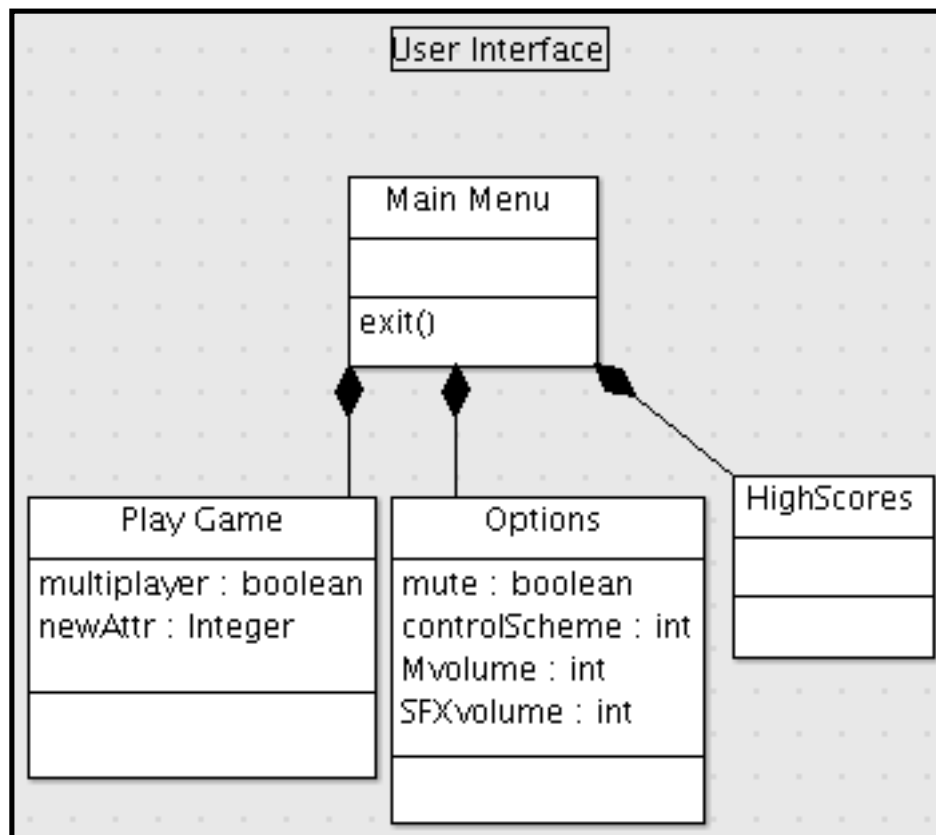 User Interface
Main Menu
exit()
Play Game
multiplayer : boolean
newAttr : Integer
Options
mute : boolean
controlScheme : int
Mvolume : int
SFXvolume : int
HighScores